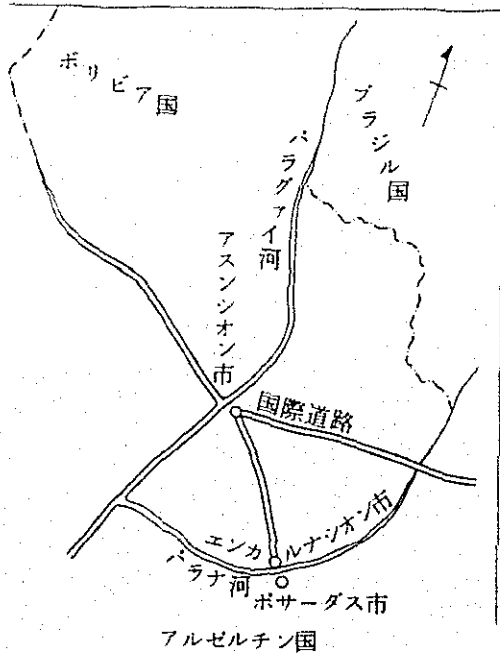 ボリビア国
ブラジル国
パラグァイ河
アスンシオン市
国際道路
エンカルナシオン市
パラナ河
ポサーダス市
アルゼルチン国